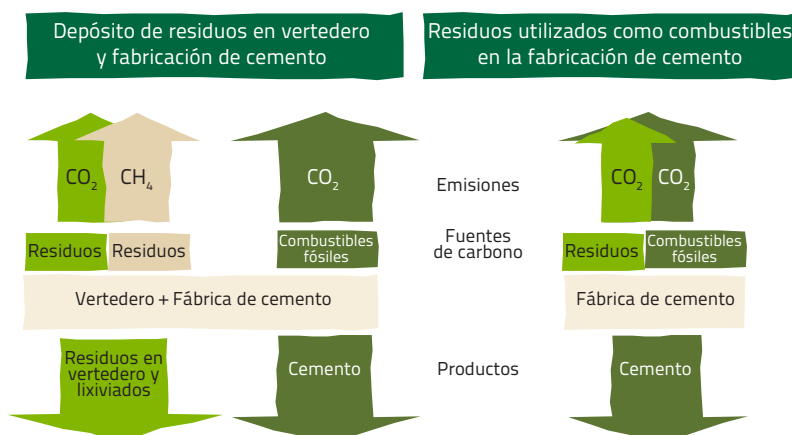 Depósito de residuos en vertedero
y fabricación de cemento
Residuos utilizados como combustibles
en la fabricación de cemento
CO₂
CH₄
CO₂
Emisiones
CO₂
CO₂
Residuos
Residuos
Combustibles
fósiles
Fuentes
de carbono
Residuos
Combustibles
fósiles
Vertedero + Fábrica de cemento
Fábrica de cemento
Residuos en
vertedero y
lixiviados
Cemento
Productos
Cemento